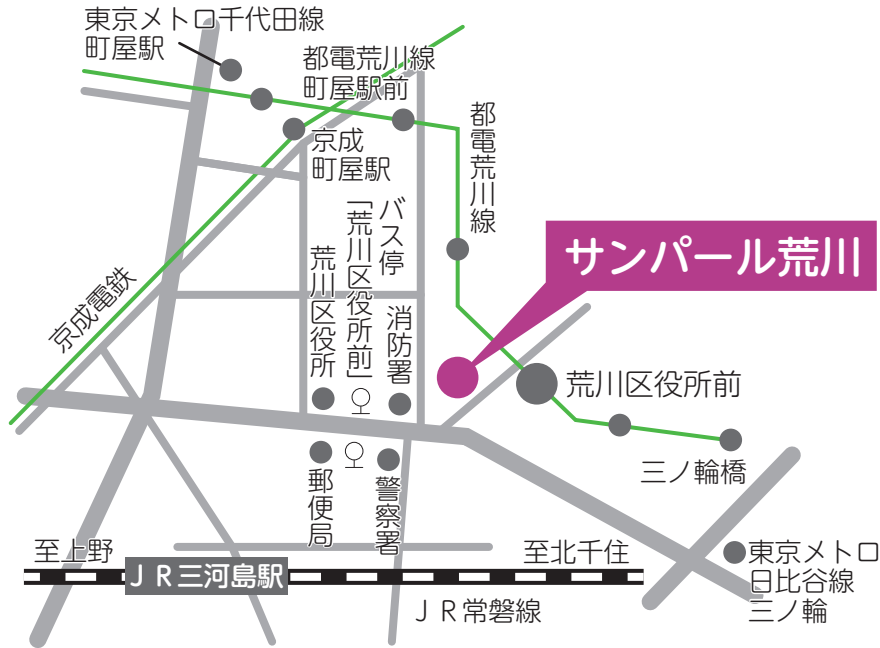 東京メトロ千代田線
町屋駅
都電荒川線
町屋駅前
京成
町屋駅
都電荒川線
サンパール荒川
バス停
「荒川区役所前」
荒川区役所
消防署
京成電鉄
荒川区役所前
三ノ輪橋
郵便局
警察署
至上野
ＪＲ三河島駅
至北千住
ＪＲ常磐線
東京メトロ
日比谷線
三ノ輪